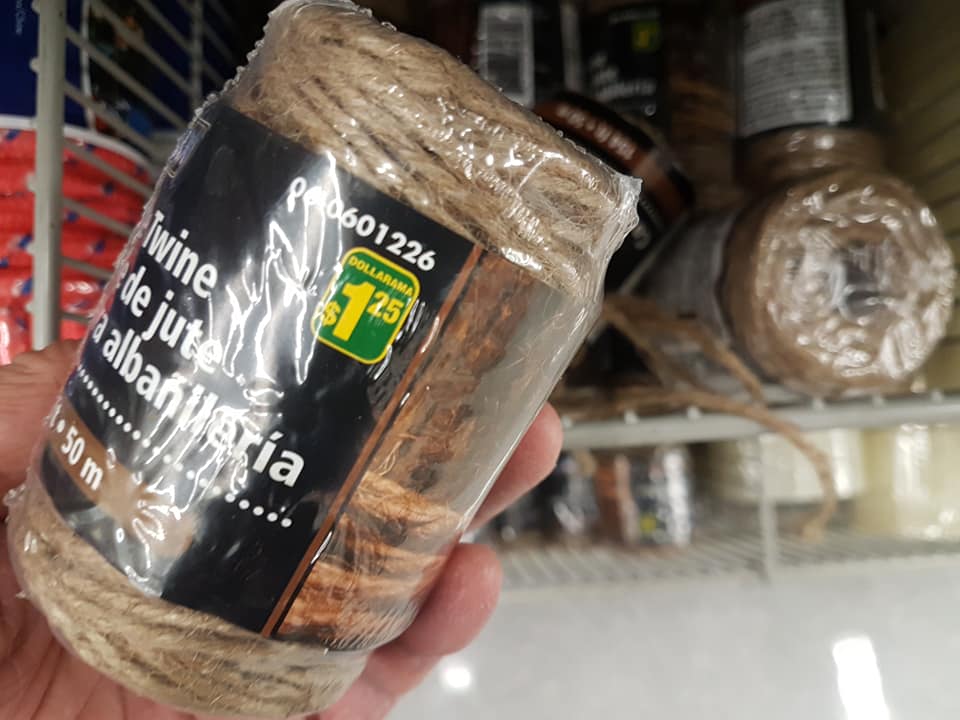 0601226
DOLLARAMA
$1 25
Twine
de jute
albañilería
50 m